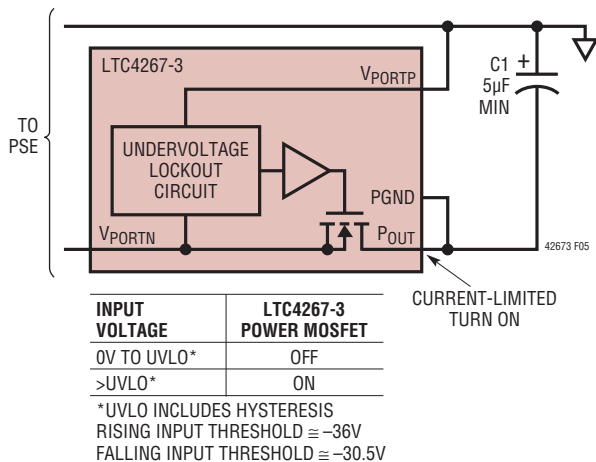 LTC4267-3
VPORTP
C1
+
5µF
MIN
TO
PSE
UNDERVOLTAGE
LOCKOUT
CIRCUIT
PGND
VPORTN
POUT
42673 F05
CURRENT-LIMITED
TURN ON
INPUT VOLTAGE LTC4267-3 POWER MOSFET
0V TO UVLO* OFF
>UVLO* ON
*UVLO INCLUDES HYSTERESIS
RISING INPUT THRESHOLD ≅ –36V
FALLING INPUT THRESHOLD ≅ –30.5V